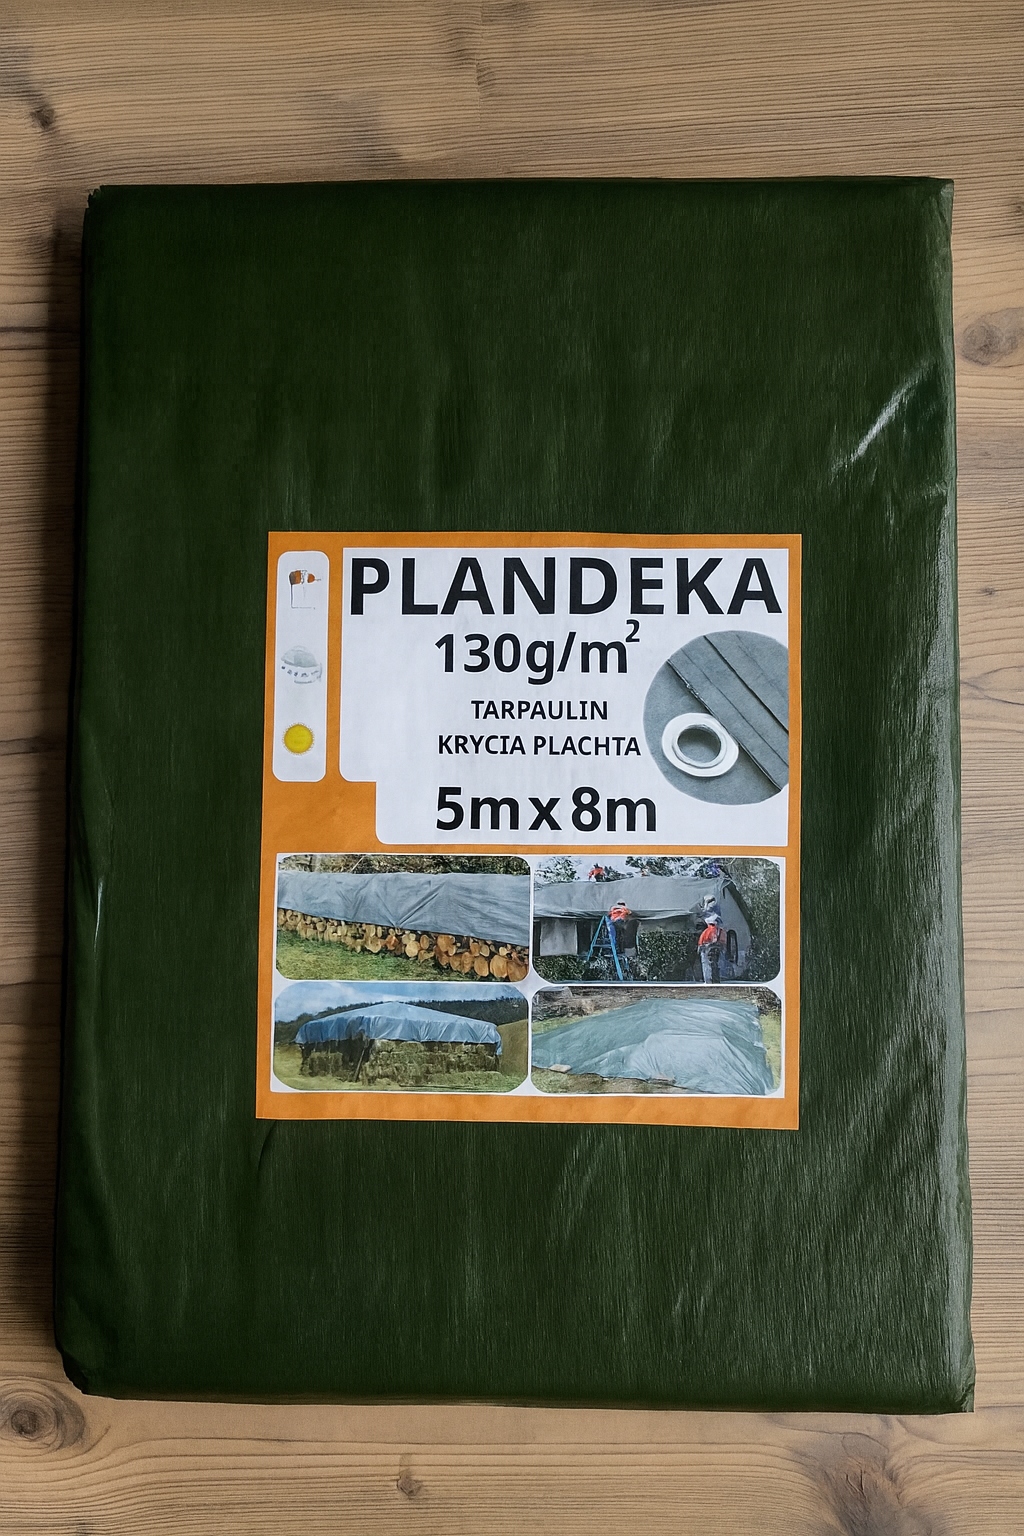 PLANDEKA
130g/m²
TARPAULIN
KRYCIA PLACHTA
5m x 8m